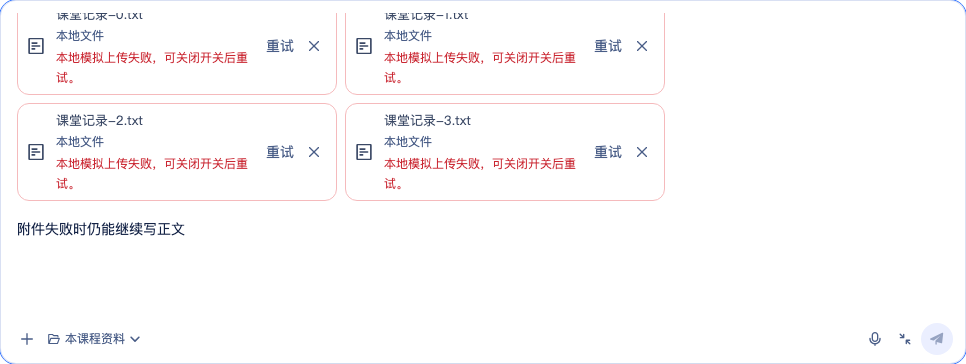 课堂记录-0.txt
课堂记录-1.txt
本地文件
本地文件
重试
重试
本地模拟上传失败，可关闭开关后重
试。
本地模拟上传失败，可关闭开关后重
试。
课堂记录-2.txt
课堂记录-3.txt
本地文件
本地文件
重试
重试
本地模拟上传失败，可关闭开关后重
试。
本地模拟上传失败，可关闭开关后重
试。
附件失败时仍能继续写正文
本课程资料